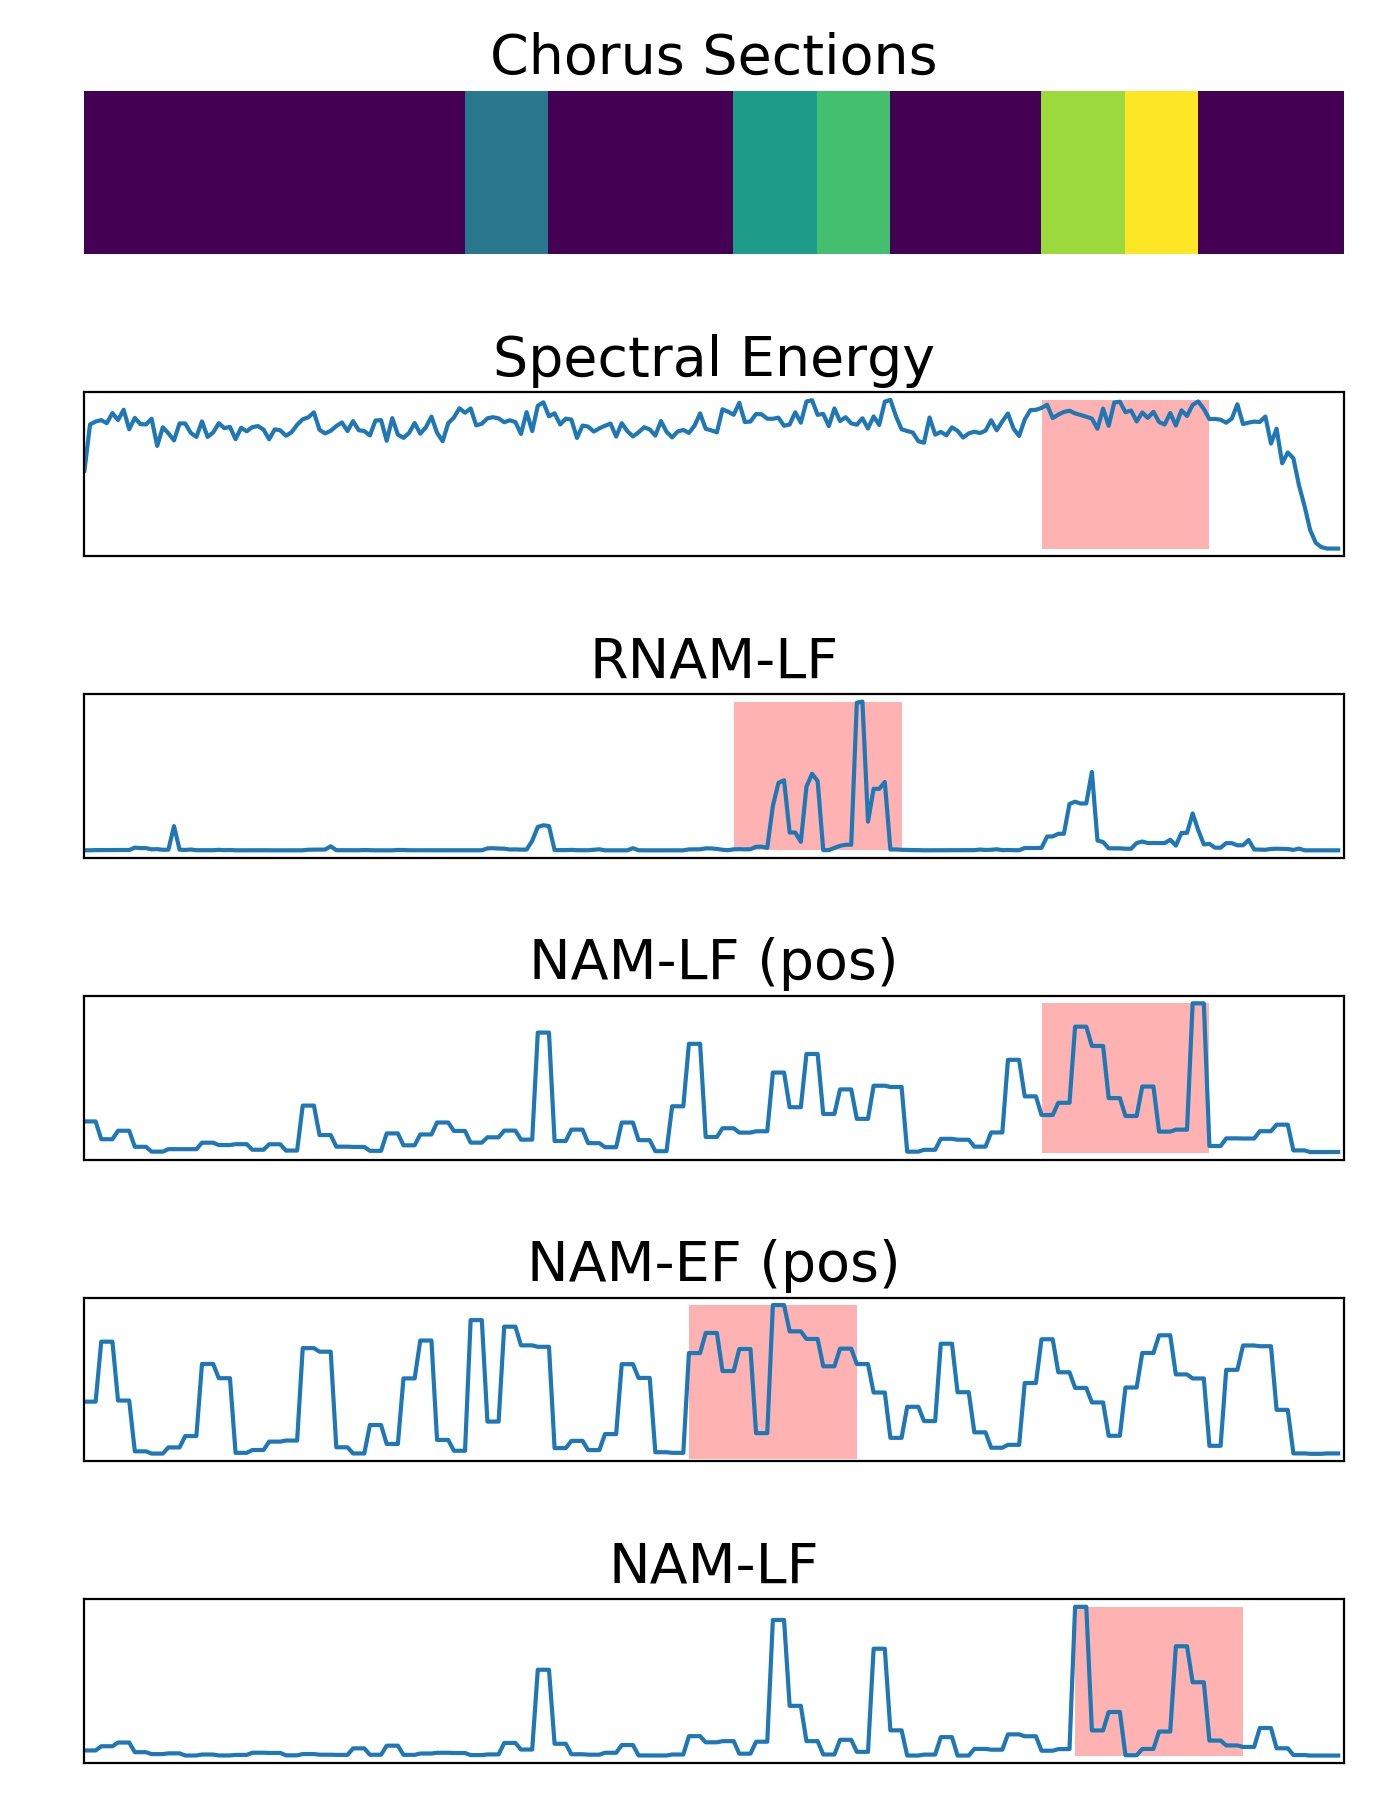 Chorus Sections
Spectral Energy
RNAM-LF
NAM-LF (pos)
NAM-EF (pos)
NAM-LF